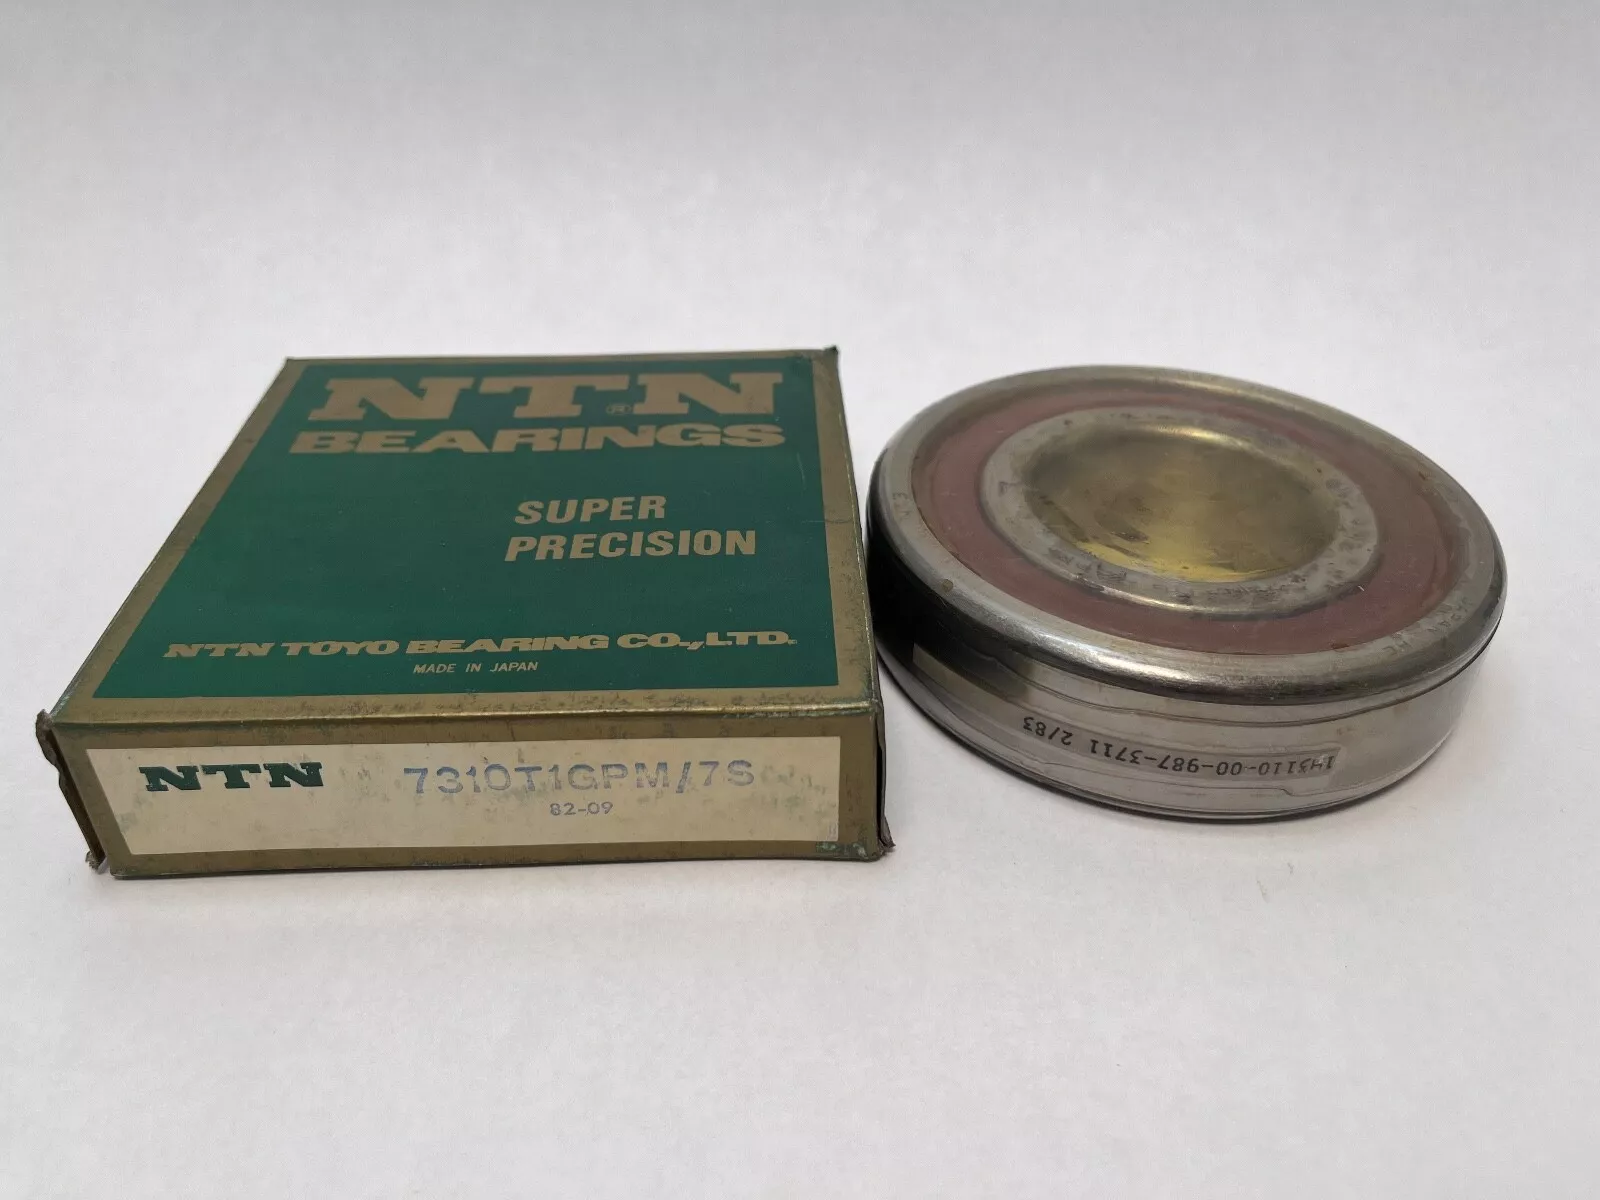 NTN®
BEARINGS
SUPER
PRECISION
NTN TOYO BEARING CO., LTD.
MADE IN JAPAN
NTN 7310T1GPM/7S
82-09
JAPAN
1H3110-00-987-3711 2/83